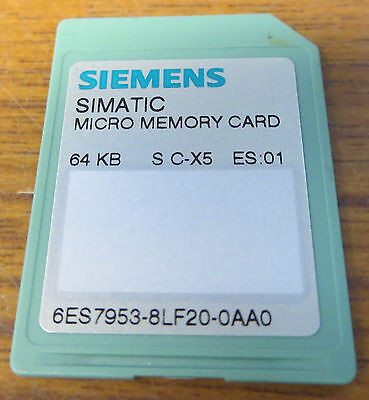 SIEMENS
SIMATIC
MICRO MEMORY CARD
64 KB S C-X5 ES:01
6ES7953-8LF20-0AA0